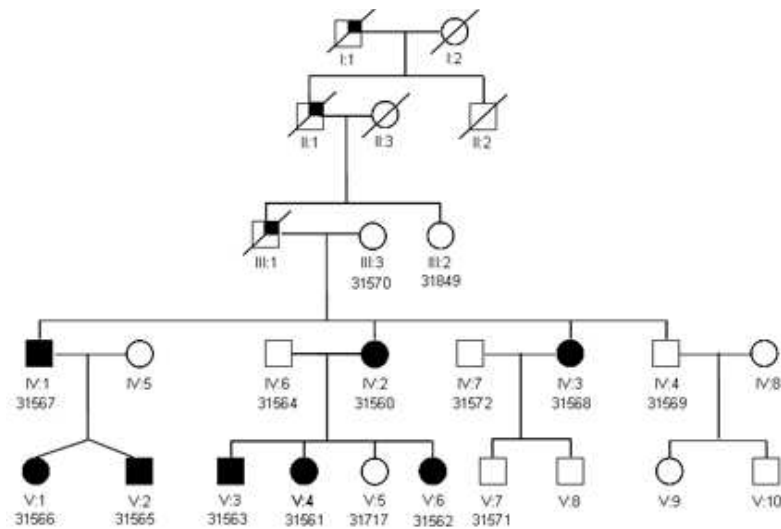 I:1 I:2
II:1 II:3 II:2
III:1 III:3 III:2
31570 31849
IV:1 IV:5 IV:6 IV:2 IV:7 IV:3 IV:4 IV:8
31567 31564 31560 31572 31568 31569
V:1 V:2 V:3 V:4 V:5 V:6 V:7 V:8 V:9 V:10
31566 31565 31563 31561 31717 31562 31571